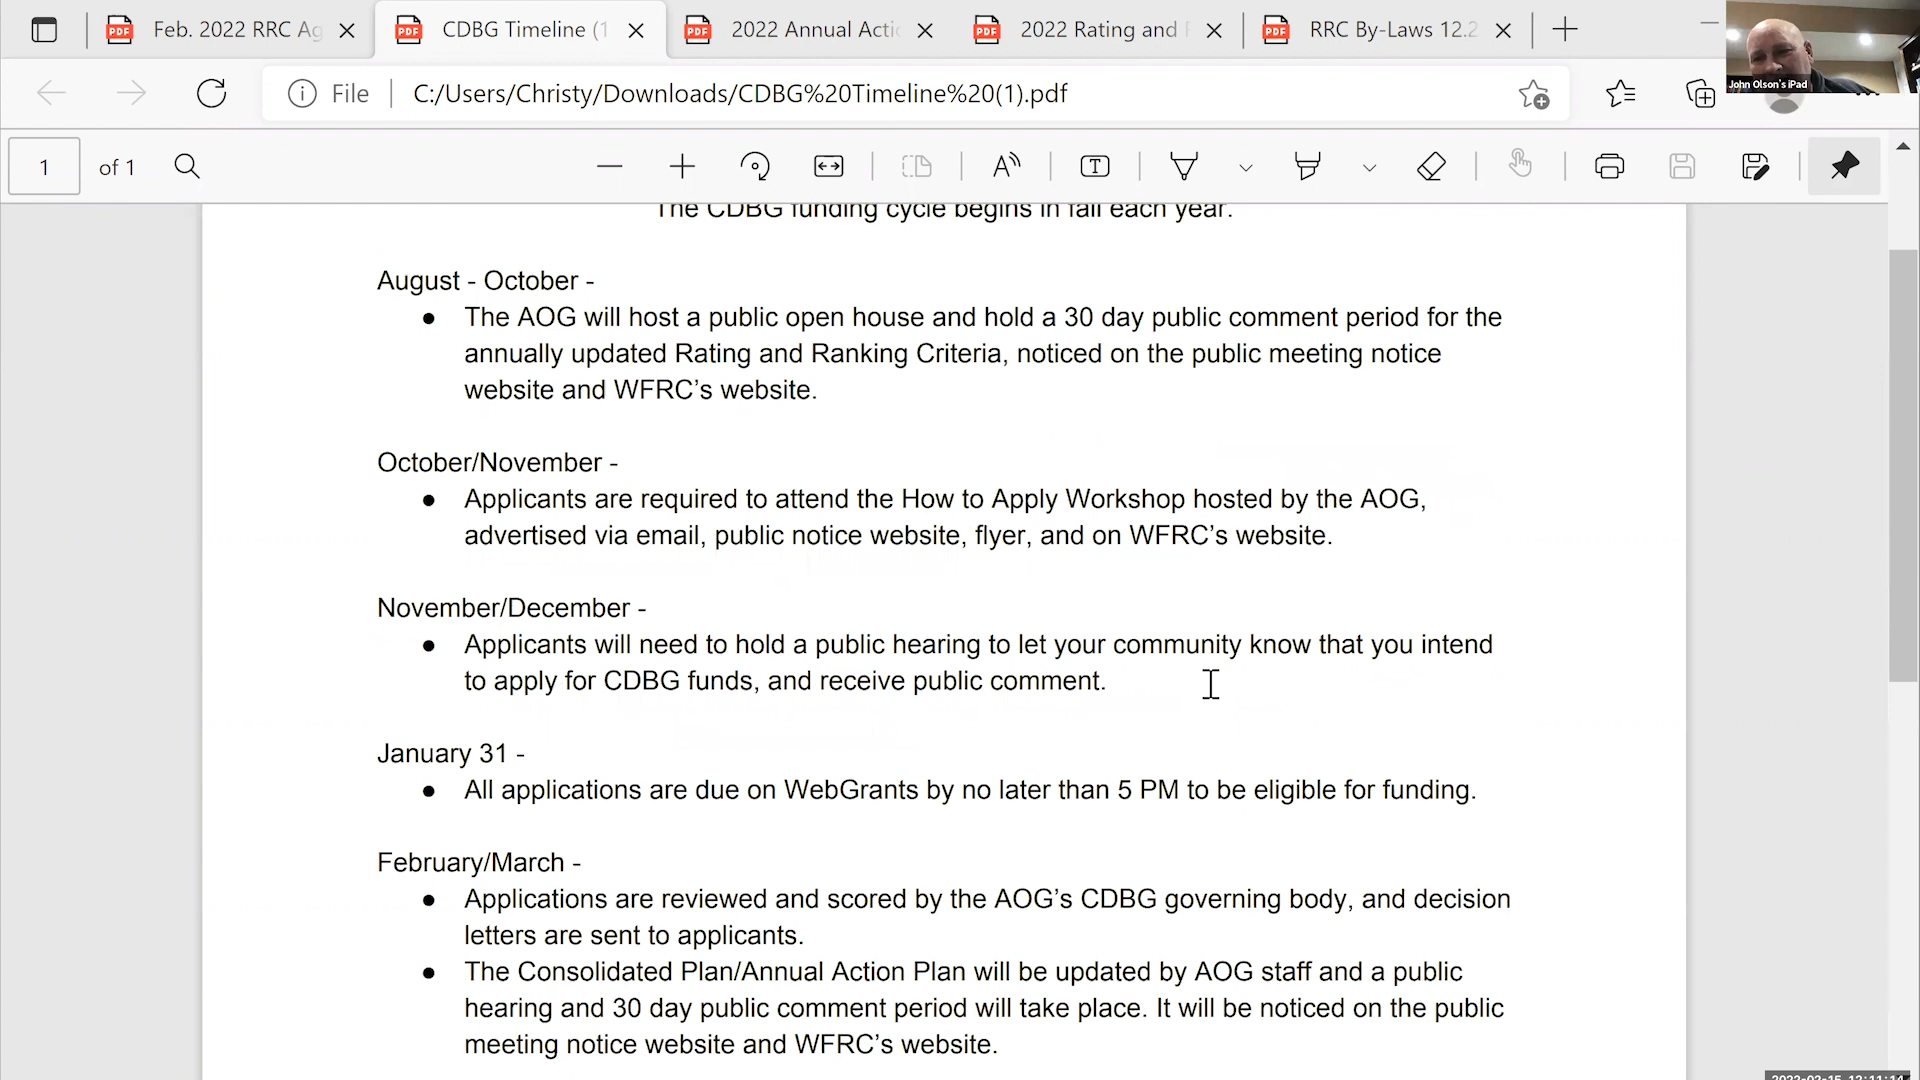 Feb. 2022 RRC Ag
CDBG Timeline (1
2022 Annual Acti
2022 Rating and
RRC By-Laws 12.2
John Olson's iPad
File
C:/Users/Christy/Downloads/CDBG%20Timeline%20(1).pdf
1 of 1
The CDBG funding cycle begins in fall each year.
August - October -
● The AOG will host a public open house and hold a 30 day public comment period for the
annually updated Rating and Ranking Criteria, noticed on the public meeting notice
website and WFRC's website.
October/November -
● Applicants are required to attend the How to Apply Workshop hosted by the AOG,
advertised via email, public notice website, flyer, and on WFRC's website.
November/December -
● Applicants will need to hold a public hearing to let your community know that you intend
to apply for CDBG funds, and receive public comment.
January 31 -
● All applications are due on WebGrants by no later than 5 PM to be eligible for funding.
February/March -
● Applications are reviewed and scored by the AOG's CDBG governing body, and decision
letters are sent to applicants.
● The Consolidated Plan/Annual Action Plan will be updated by AOG staff and a public
hearing and 30 day public comment period will take place. It will be noticed on the public
meeting notice website and WFRC's website.